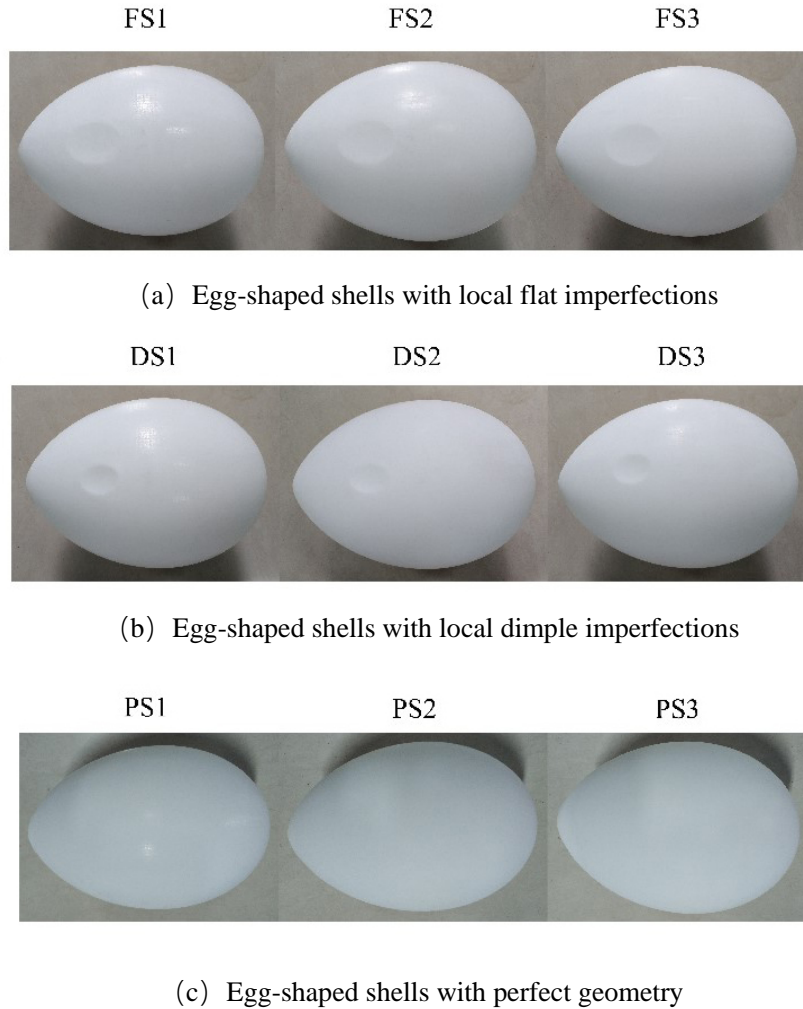 FS1 FS2 FS3
（a）Egg-shaped shells with local flat imperfections
DS1 DS2 DS3
（b）Egg-shaped shells with local dimple imperfections
PS1 PS2 PS3
（c）Egg-shaped shells with perfect geometry